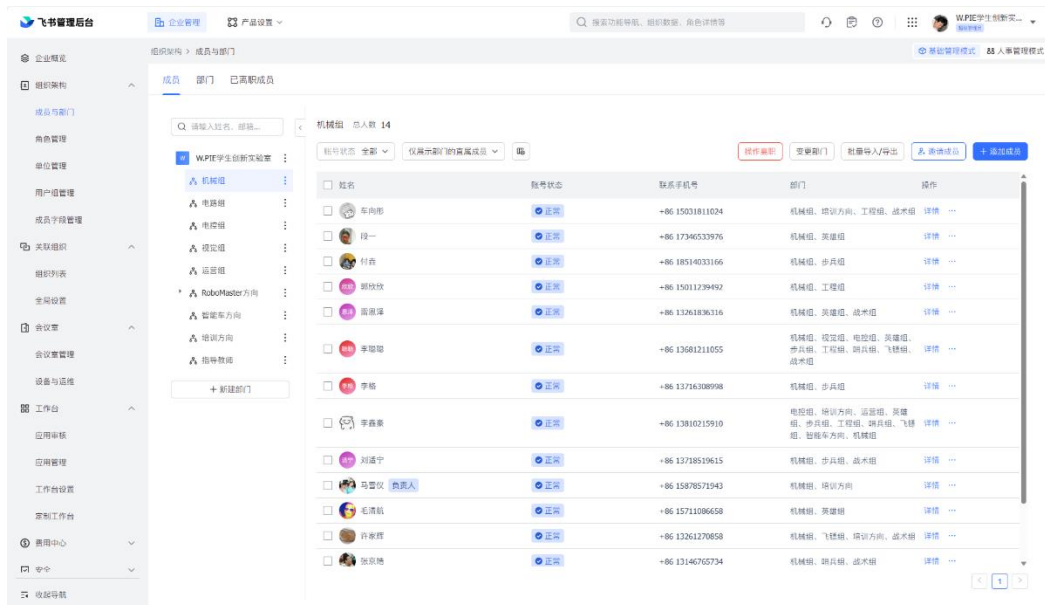 飞书管理后台
企业管理
产品设置
搜索功能导航、组织数据、角色详情等
W.PIE学生创新实...
组织架构 > 成员与部门
基础管理模式
人事管理模式
企业概览
组织架构
成员与部门
角色管理
单位管理
用户组管理
成员字段管理
关联组织
组织列表
全局设置
会议室
会议室管理
设备与运维
工作台
应用审核
应用管理
工作台设置
定制工作台
费用中心
安全
收起导航
成员 部门 已离职成员
请输入姓名、邮箱...
W.PIE学生创新实验室
机械组
电路组
电控组
视觉组
运营组
RoboMaster方向
智能车方向
培训方向
指导教师
+ 新建部门
机械组 总人数 14
账号状态 全部
仅展示部门的直属成员
操作离职
变更部门
批量导入/导出
邀请成员
+ 添加成员
姓名 账号状态 联系手机号 部门 操作
车向彤 正常 +86 15031811024 机械组、培训方向、工程组、战术组 详情 ...
段一 正常 +86 17346533976 机械组、英雄组 详情 ...
付垚 正常 +86 18514033166 机械组、步兵组 详情 ...
郭欣欣 正常 +86 15011239492 机械组、工程组 详情 ...
雷恩泽 正常 +86 13261836316 机械组、英雄组、战术组 详情 ...
李聪聪 正常 +86 13681211055 机械组、视觉组、电控组、英雄组、
步兵组、工程组、哨兵组、飞镖组、 详情 ...
战术组
李格 正常 +86 13716308998 机械组、步兵组 详情 ...
电控组、培训方向、运营组、英雄
李鑫豪 正常 +86 13810215910 组、步兵组、工程组、哨兵组、飞镖 详情 ...
组、智能车方向、机械组
刘适宁 正常 +86 13718519615 机械组、步兵组、战术组 详情 ...
马雪仪 负责人 正常 +86 15878571943 机械组、培训方向 详情 ...
毛清航 正常 +86 15711086658 机械组、英雄组 详情 ...
许家辉 正常 +86 13261270858 机械组、飞镖组、培训方向、战术组 详情 ...
张京皓 正常 +86 13146765734 机械组、哨兵组、战术组 详情 ...
1